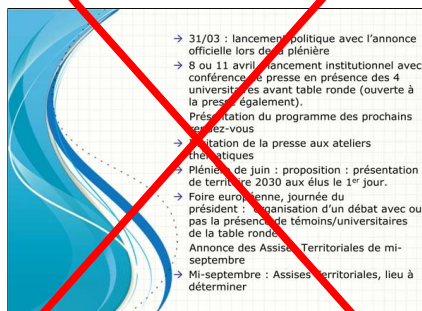 → 31/03 : lancement politique avec l'annonce
officielle lors de la plénière
→ 8 ou 11 avril : lancement institutionnel avec
conférence de presse en présence des 4
universitaires avant table ronde (ouverte à
la presse également).
Présentation du programme des prochains
rendez-vous
→ Invitation de la presse aux ateliers
thématiques
→ Plénière de juin : proposition : présentation
de territoire 2030 aux élus le 1er jour.
→ Foire européenne, journée du
président : organisation d'un débat avec ou
pas la présence de témoins/universitaires
de la table ronde
Annonce des Assises Territoriales de mi-
septembre
→ Mi-septembre : Assises Territoriales, lieu à
déterminer